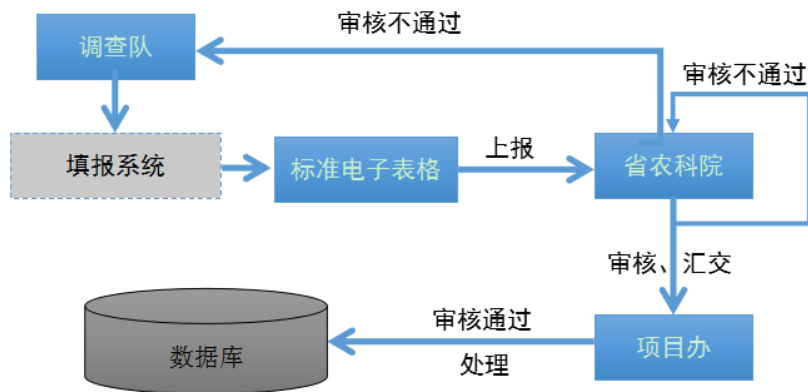 审核不通过
调查队
审核不通过
填报系统
标准电子表格
上报
省农科院
审核、汇交
审核通过
处理
项目办
数据库